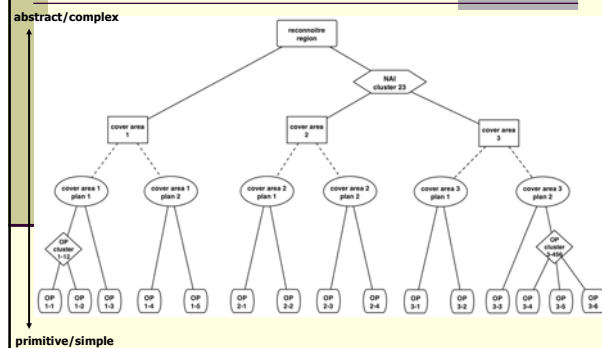 abstract/complex
reconnoitre
region
NAI
cluster 23
cover area
1
cover area
2
cover area
3
cover area 1
plan 1
cover area 1
plan 2
cover area 2
plan 1
cover area 2
plan 2
cover area 3
plan 1
cover area 3
plan 2
OP
cluster
1-12
OP
cluster
3-456
OP
1-1
OP
1-2
OP
1-3
OP
1-4
OP
1-5
OP
2-1
OP
2-2
OP
2-3
OP
2-4
OP
3-1
OP
3-2
OP
3-3
OP
3-4
OP
3-5
OP
3-6
primitive/simple